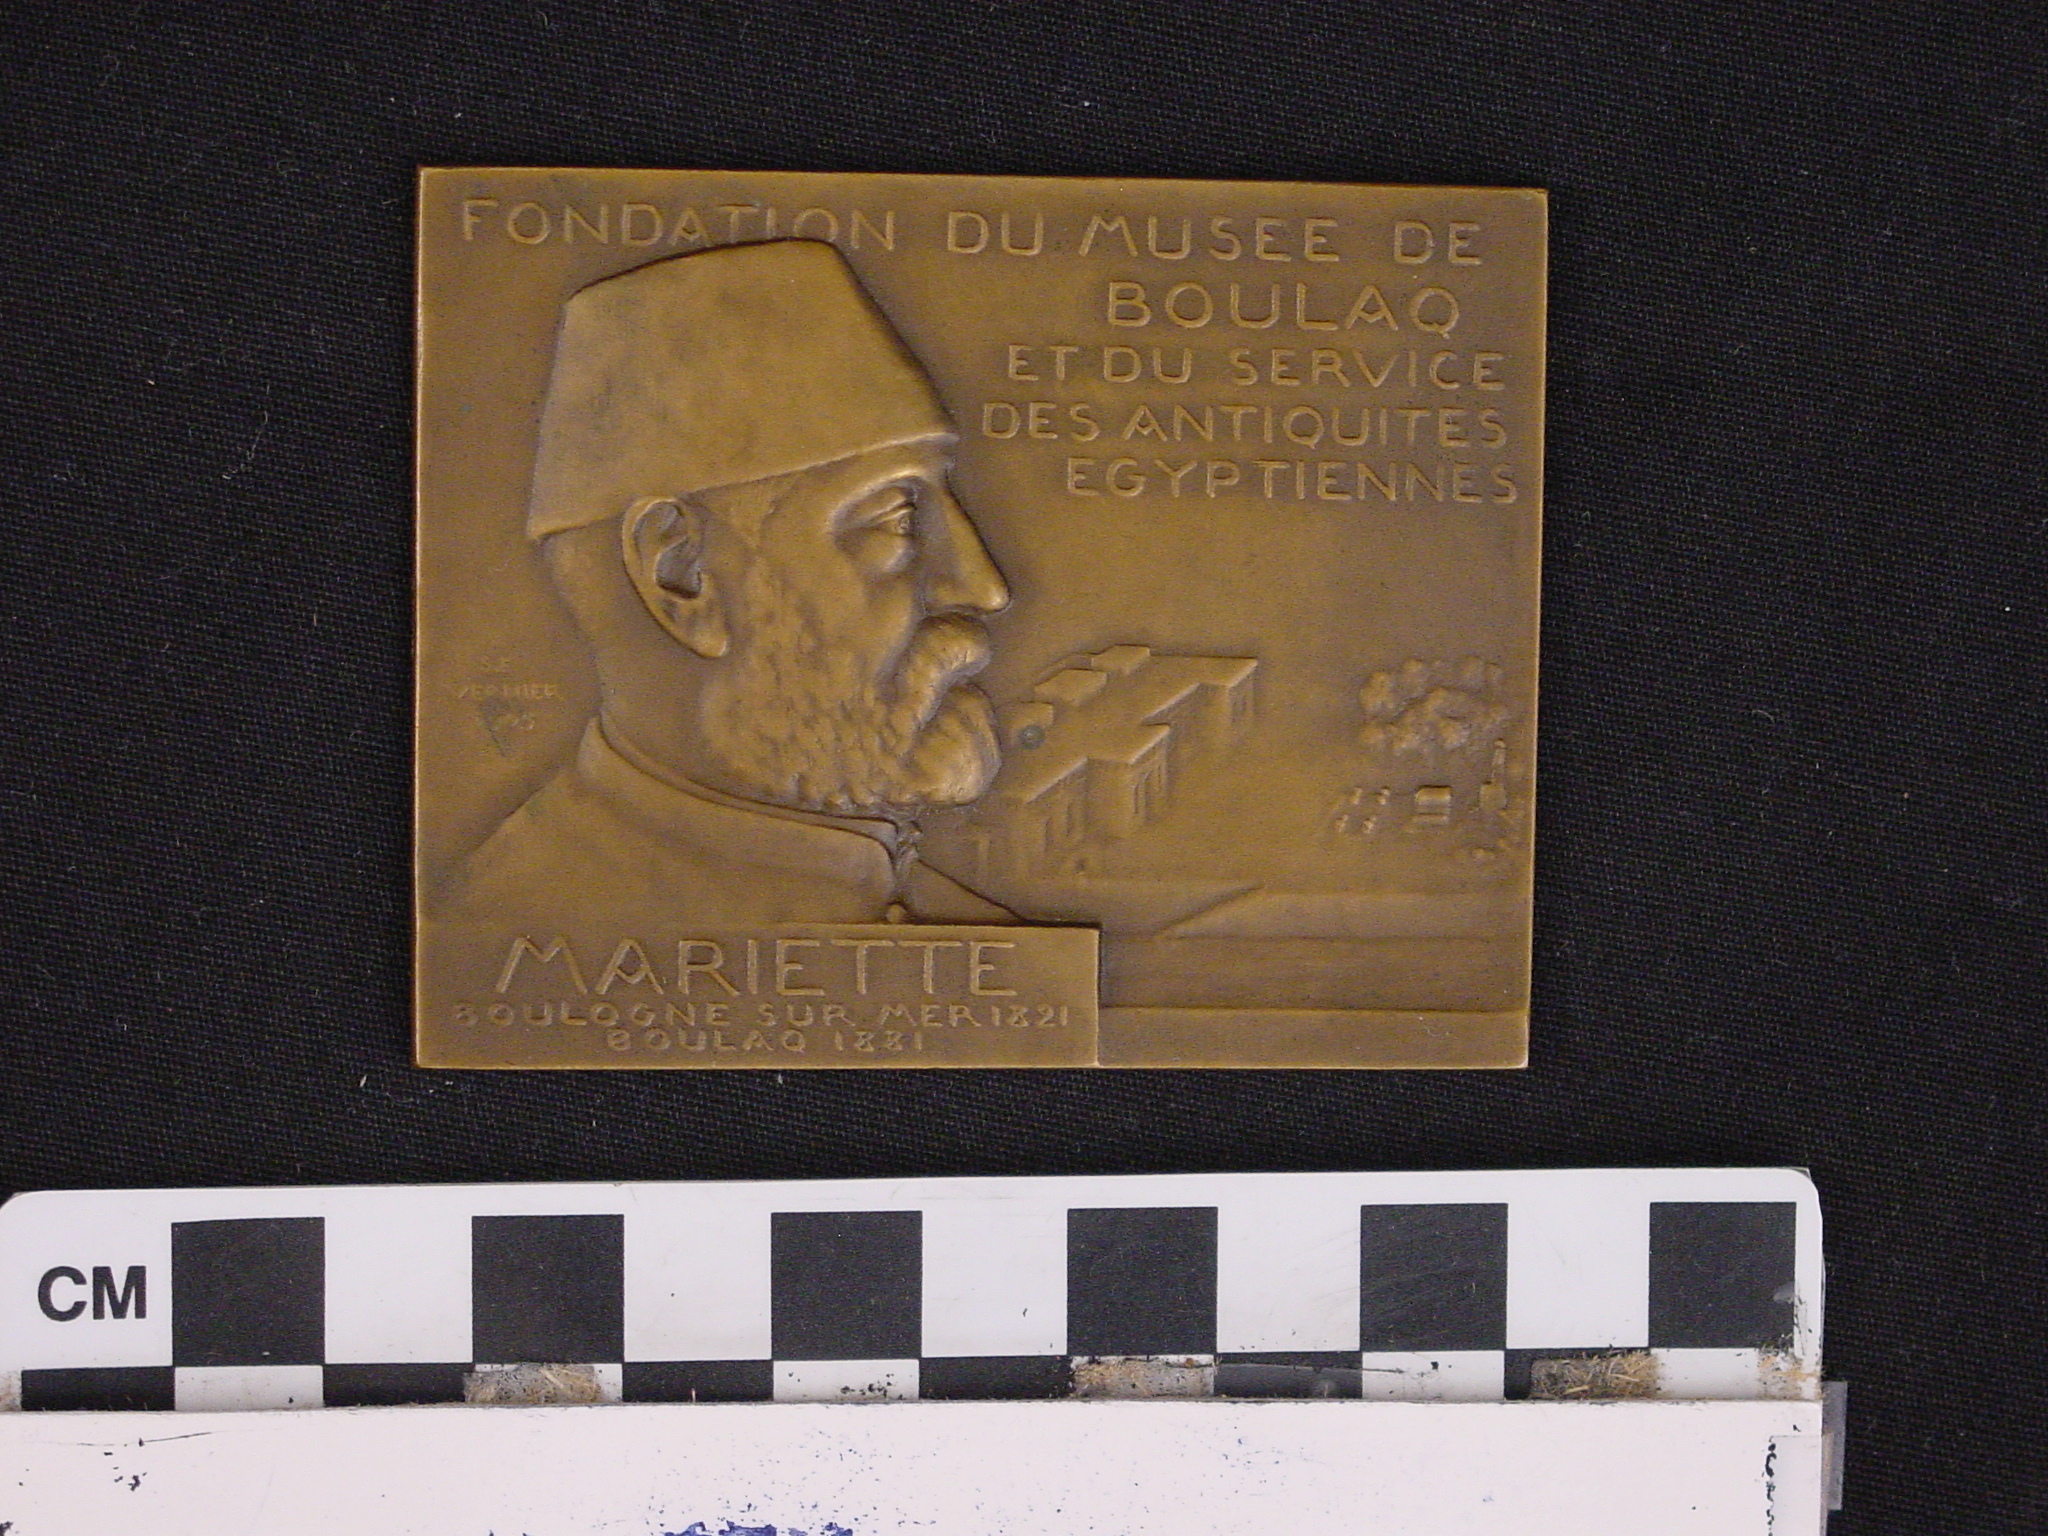 FONDATION DU MUSEE DE
BOULAQ
ET DU SERVICE
DES ANTIQUITES
EGYPTIENNES
S.E
VERNIER
MARIETTE
BOULOGNE SUR MER 1821
BOULAQ 1881
CM